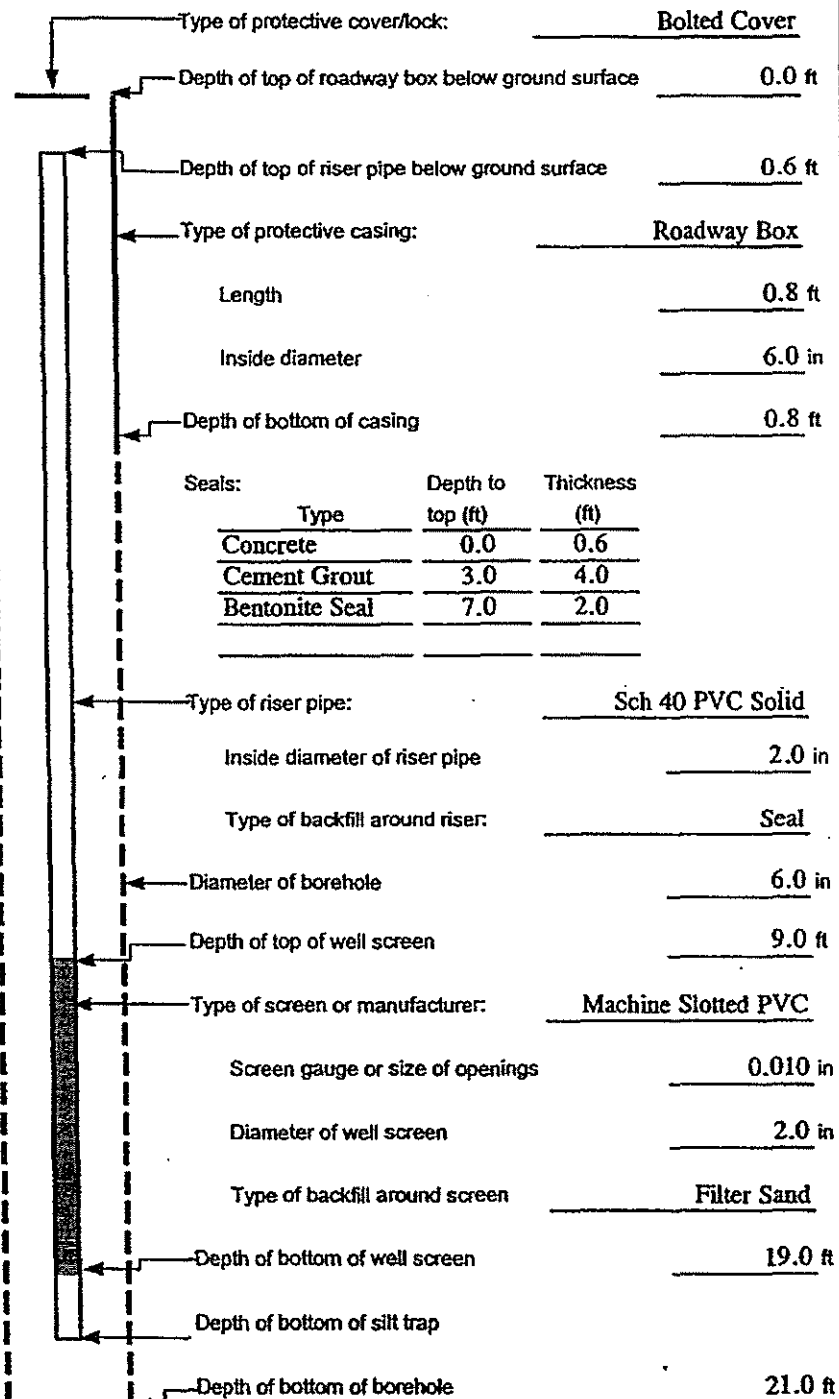 Type of protective cover/lock: Bolted Cover
Depth of top of roadway box below ground surface 0.0 ft
Depth of top of riser pipe below ground surface 0.6 ft
Type of protective casing: Roadway Box
Length 0.8 ft
Inside diameter 6.0 in
Depth of bottom of casing 0.8 ft
Seals: Depth to Thickness
Type top (ft) (ft)
Concrete 0.0 0.6
Cement Grout 3.0 4.0
Bentonite Seal 7.0 2.0
Type of riser pipe: Sch 40 PVC Solid
Inside diameter of riser pipe 2.0 in
Type of backfill around riser: Seal
Diameter of borehole 6.0 in
Depth of top of well screen 9.0 ft
Type of screen or manufacturer: Machine Slotted PVC
Screen gauge or size of openings 0.010 in
Diameter of well screen 2.0 in
Type of backfill around screen Filter Sand
Depth of bottom of well screen 19.0 ft
Depth of bottom of silt trap
Depth of bottom of borehole 21.0 ft